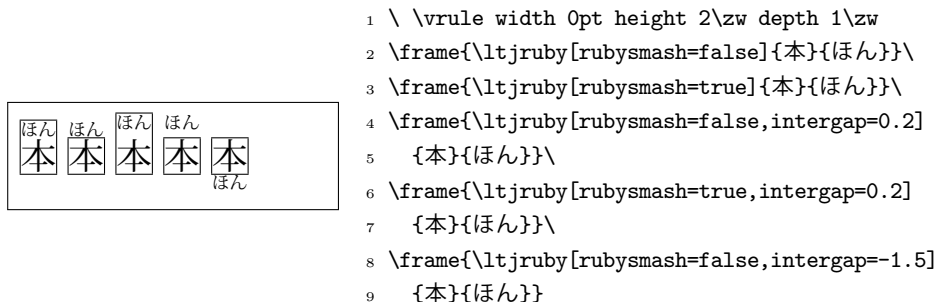 ほん ほん ほん ほん
本 本 本 本 本
ほん
1 \ \vrule width 0pt height 2\zw depth 1\zw
2 \frame{\ltjruby[rubysmash=false]{本}{ほん}}\
3 \frame{\ltjruby[rubysmash=true]{本}{ほん}}\
4 \frame{\ltjruby[rubysmash=false,intergap=0.2]
5 {本}{ほん}}\
6 \frame{\ltjruby[rubysmash=true,intergap=0.2]
7 {本}{ほん}}\
8 \frame{\ltjruby[rubysmash=false,intergap=-1.5]
9 {本}{ほん}}